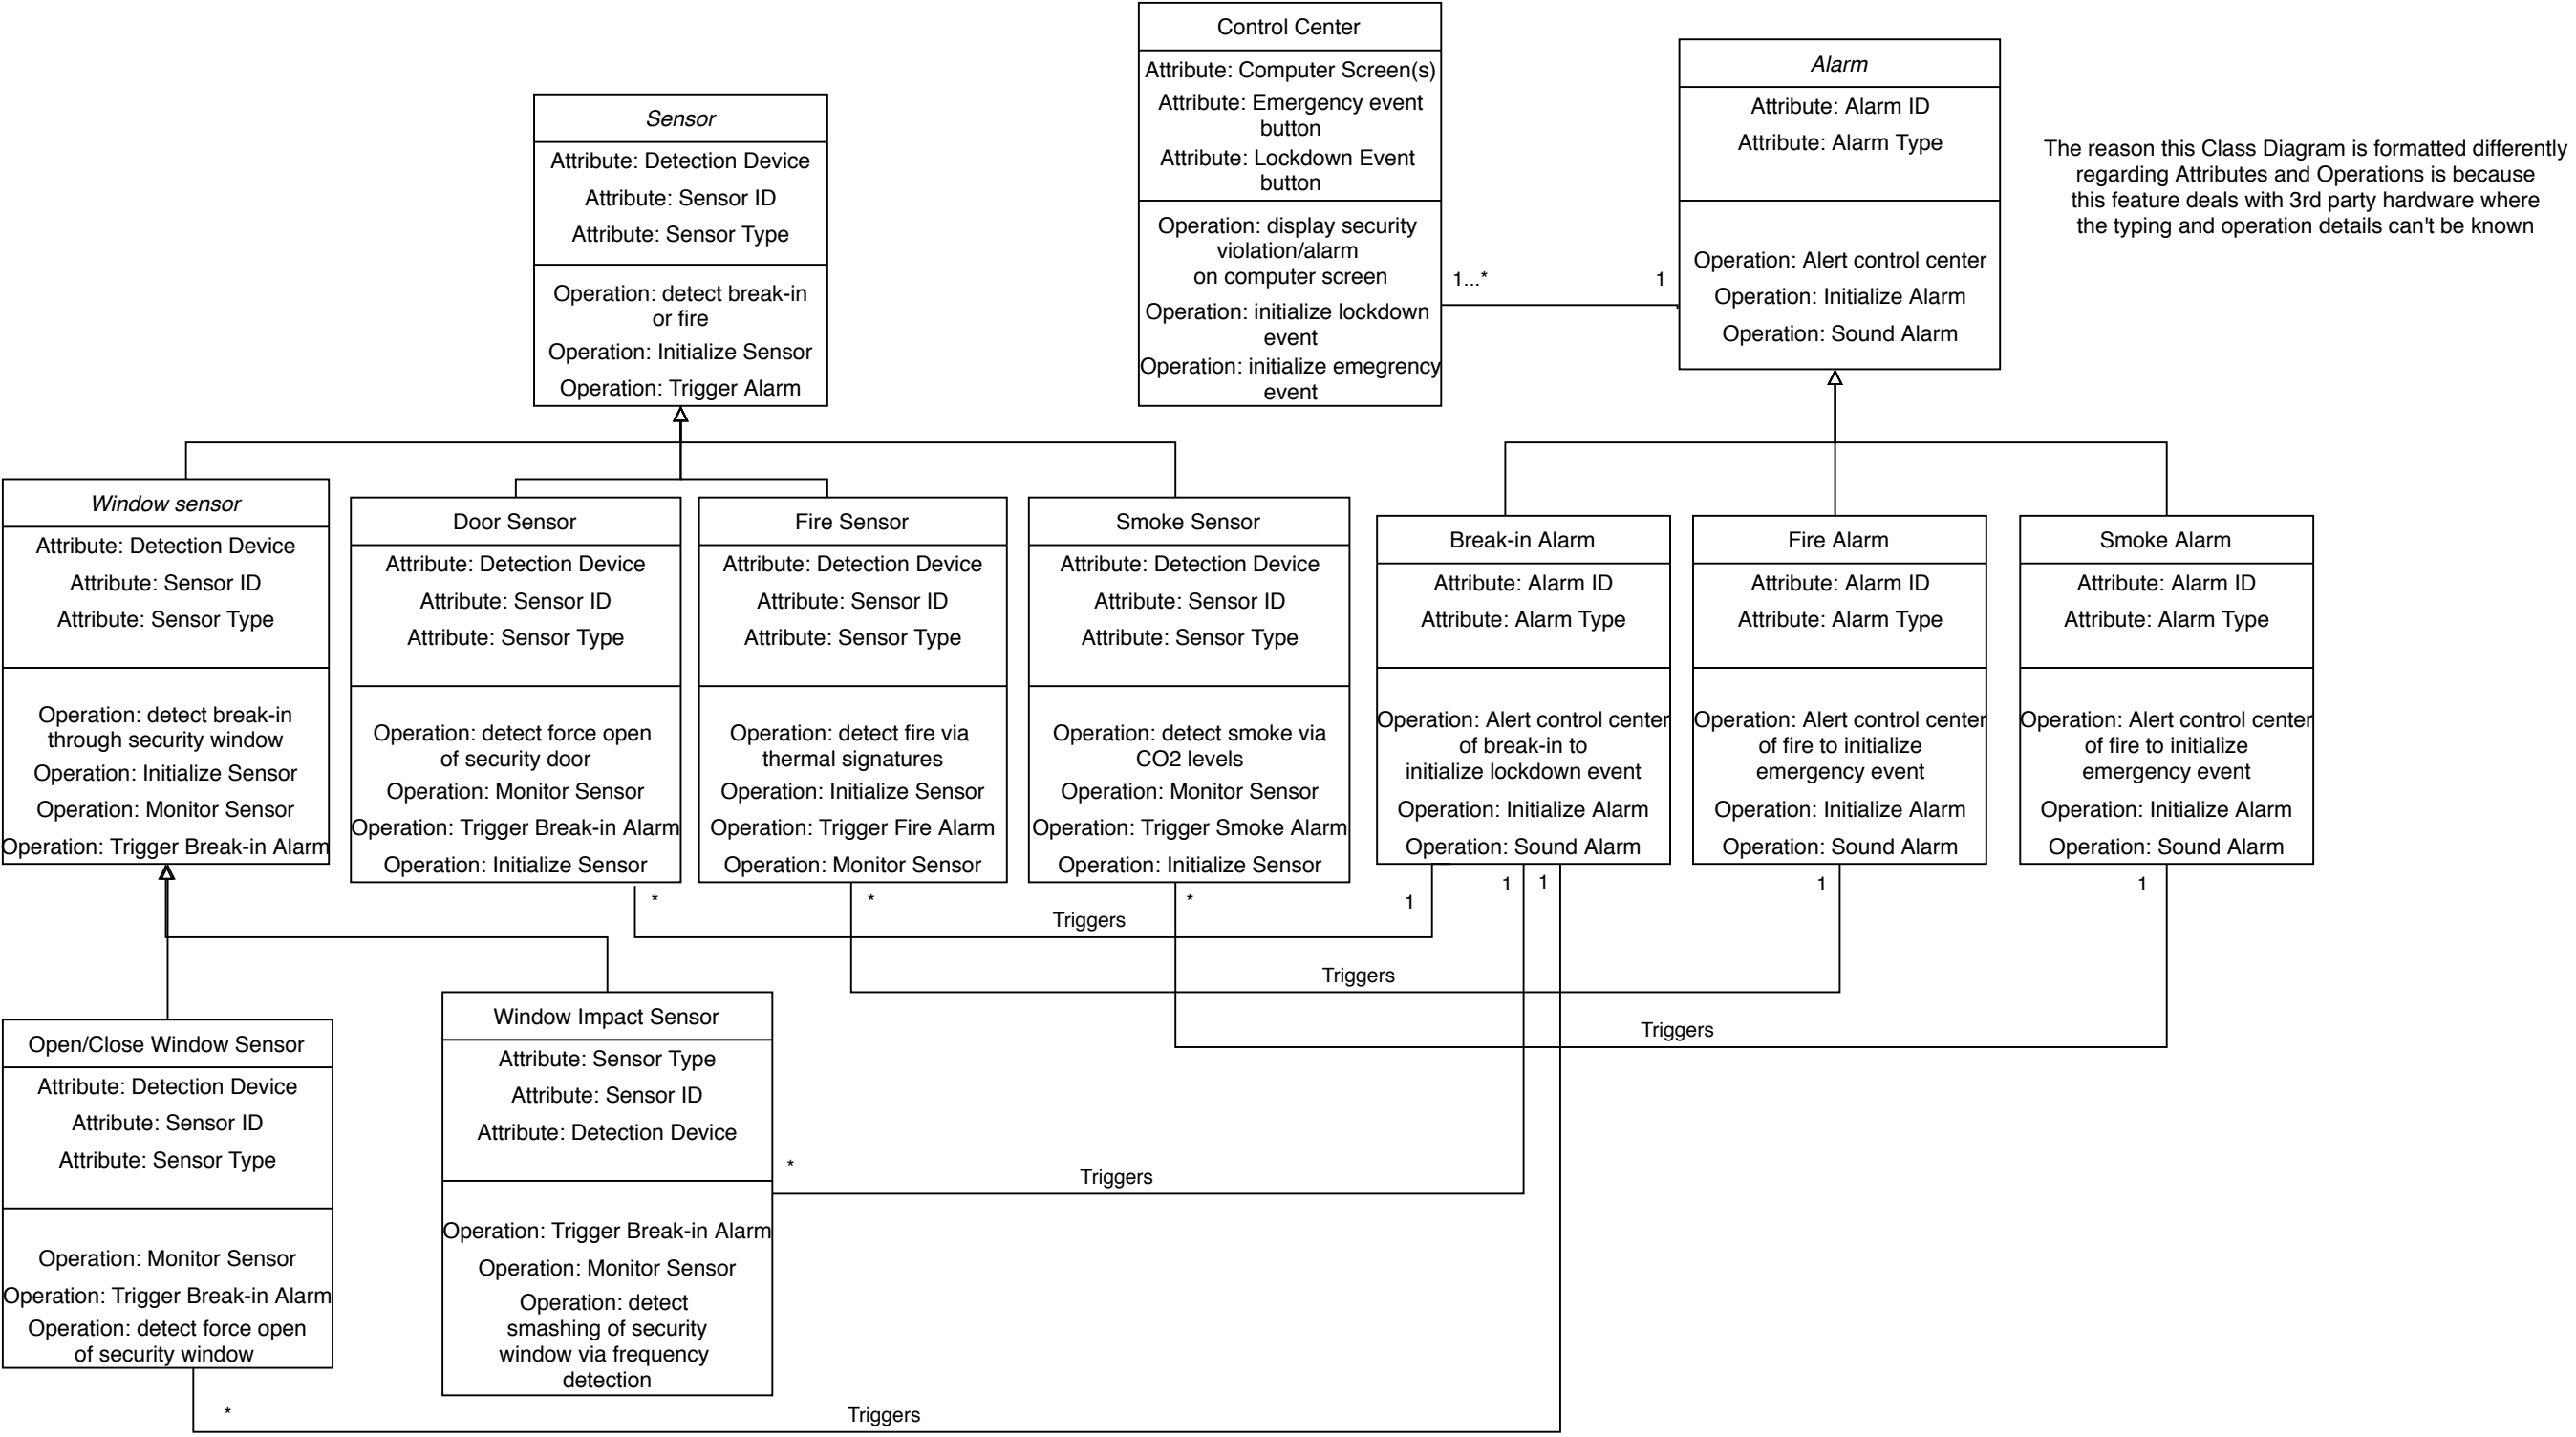 Control Center
Attribute: Computer Screen(s)
Attribute: Emergency event
button
Attribute: Lockdown Event
button
Operation: display security
violation/alarm
on computer screen
Operation: initialize lockdown
event
Operation: initialize emegrency
event
Alarm
Attribute: Alarm ID
Attribute: Alarm Type
Operation: Alert control center
Operation: Initialize Alarm
Operation: Sound Alarm
The reason this Class Diagram is formatted differently
regarding Attributes and Operations is because
this feature deals with 3rd party hardware where
the typing and operation details can't be known
1...*
1
Sensor
Attribute: Detection Device
Attribute: Sensor ID
Attribute: Sensor Type
Operation: detect break-in
or fire
Operation: Initialize Sensor
Operation: Trigger Alarm
Window sensor
Attribute: Detection Device
Attribute: Sensor ID
Attribute: Sensor Type
Operation: detect break-in
through security window
Operation: Initialize Sensor
Operation: Monitor Sensor
Operation: Trigger Break-in Alarm
Door Sensor
Attribute: Detection Device
Attribute: Sensor ID
Attribute: Sensor Type
Operation: detect force open
of security door
Operation: Monitor Sensor
Operation: Trigger Break-in Alarm
Operation: Initialize Sensor
Fire Sensor
Attribute: Detection Device
Attribute: Sensor ID
Attribute: Sensor Type
Operation: detect fire via
thermal signatures
Operation: Initialize Sensor
Operation: Trigger Fire Alarm
Operation: Monitor Sensor
Smoke Sensor
Attribute: Detection Device
Attribute: Sensor ID
Attribute: Sensor Type
Operation: detect smoke via
CO2 levels
Operation: Monitor Sensor
Operation: Trigger Smoke Alarm
Operation: Initialize Sensor
Break-in Alarm
Attribute: Alarm ID
Attribute: Alarm Type
Operation: Alert control center
of break-in to
initialize lockdown event
Operation: Initialize Alarm
Operation: Sound Alarm
Fire Alarm
Attribute: Alarm ID
Attribute: Alarm Type
Operation: Alert control center
of fire to initialize
emergency event
Operation: Initialize Alarm
Operation: Sound Alarm
Smoke Alarm
Attribute: Alarm ID
Attribute: Alarm Type
Operation: Alert control center
of fire to initialize
emergency event
Operation: Initialize Alarm
Operation: Sound Alarm
*
*
*
1
1
1
1
1
Triggers
Triggers
Triggers
Open/Close Window Sensor
Attribute: Detection Device
Attribute: Sensor ID
Attribute: Sensor Type
Operation: Monitor Sensor
Operation: Trigger Break-in Alarm
Operation: detect force open
of security window
Window Impact Sensor
Attribute: Sensor Type
Attribute: Sensor ID
Attribute: Detection Device
Operation: Trigger Break-in Alarm
Operation: Monitor Sensor
Operation: detect
smashing of security
window via frequency
detection
*
Triggers
*
Triggers